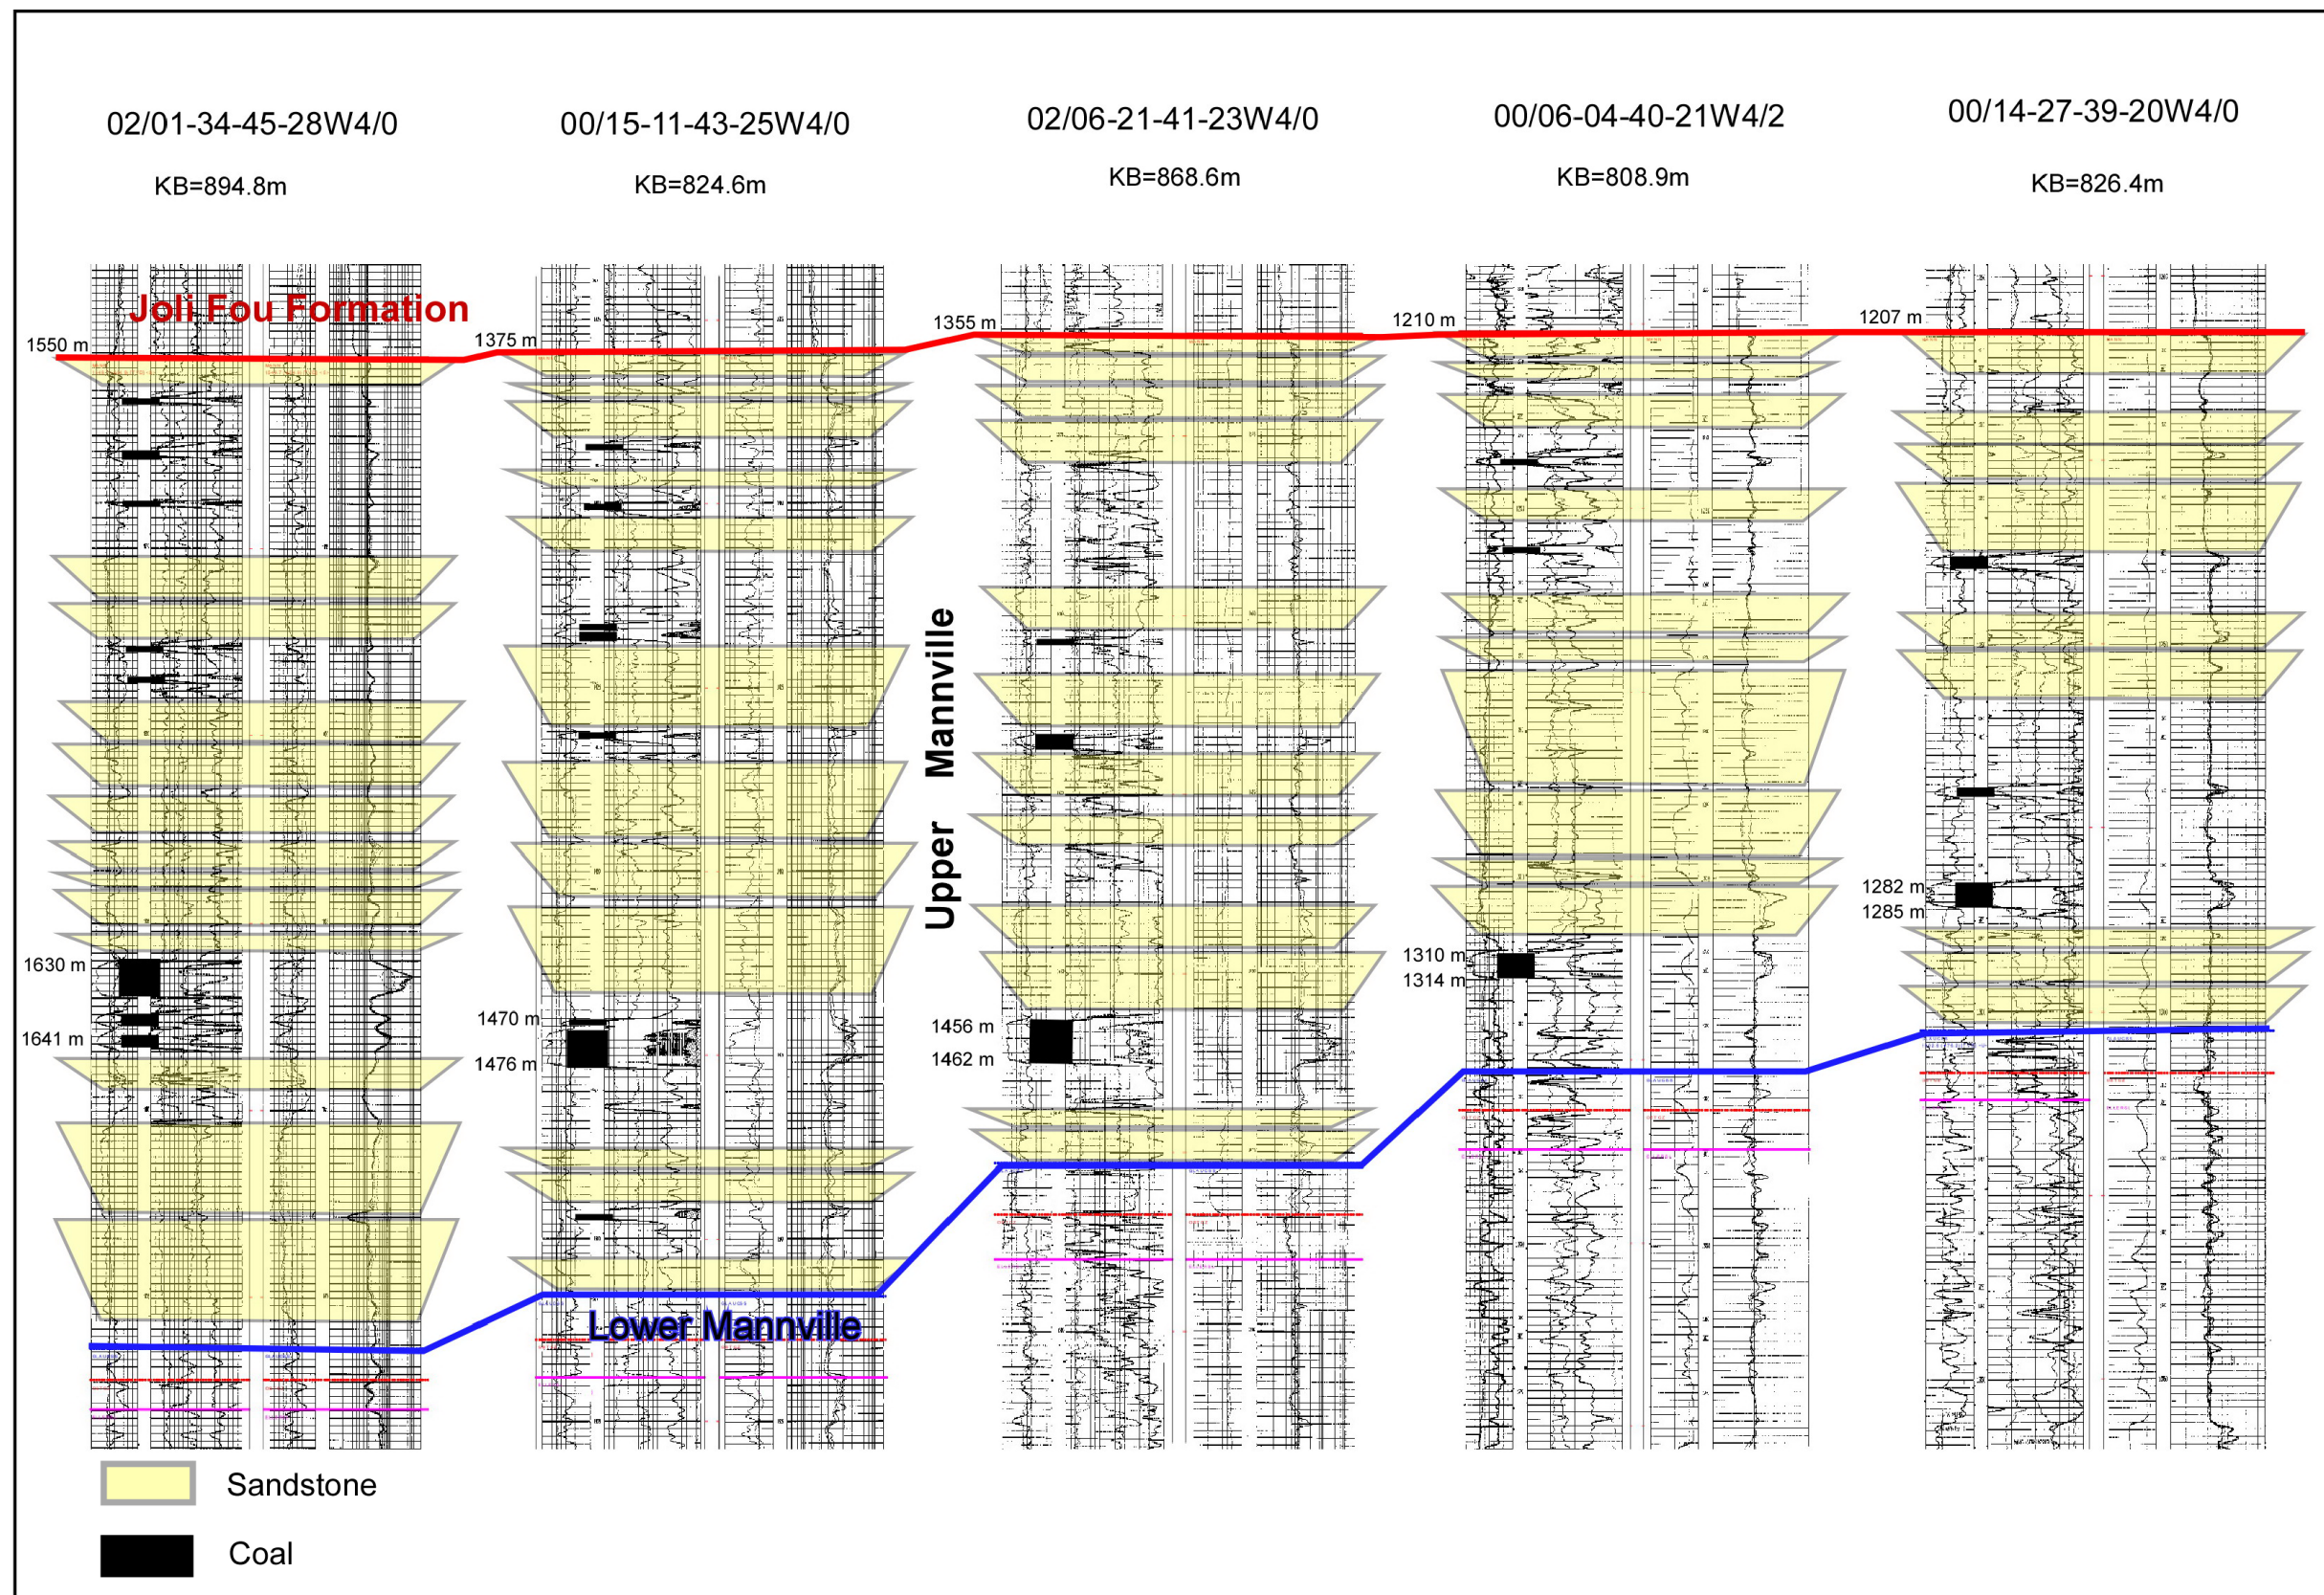 02/01-34-45-28W4/0
00/15-11-43-25W4/0
02/06-21-41-23W4/0
00/06-04-40-21W4/2
00/14-27-39-20W4/0
KB=894.8m
KB=824.6m
KB=868.6m
KB=808.9m
KB=826.4m
Joli Fou Formation
1550 m
1375 m
1355 m
1210 m
1207 m
Upper Mannville
1282 m
1285 m
1630 m
1641 m
1470 m
1476 m
1456 m
1462 m
1310 m
1314 m
Lower Mannville
Sandstone
Coal